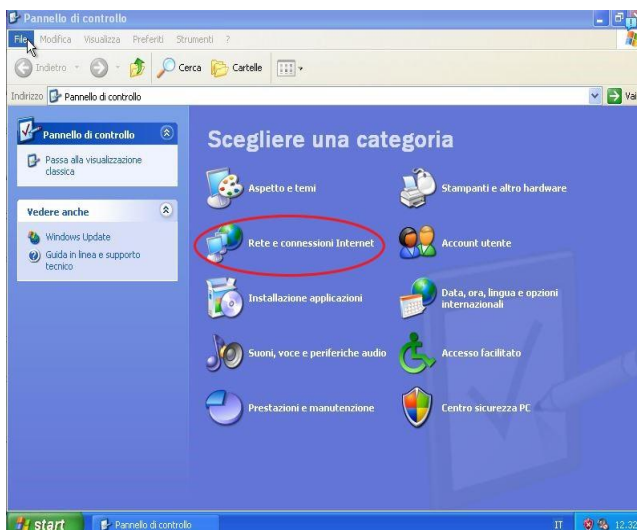 Pannello di controllo
File Modifica Visualizza Preferiti Strumenti ?
Indietro Cerca Cartelle
Indirizzo Pannello di controllo Vai
Pannello di controllo
Passa alla visualizzazione
classica
Vedere anche
Windows Update
Guida in linea e supporto
tecnico
Scegliere una categoria
Aspetto e temi
Stampanti e altro hardware
Rete e connessioni Internet
Account utente
Installazione applicazioni
Data, ora, lingua e opzioni
internazionali
Suoni, voce e periferiche audio
Accesso facilitato
Prestazioni e manutenzione
Centro sicurezza PC
start Pannello di controllo IT 12.32